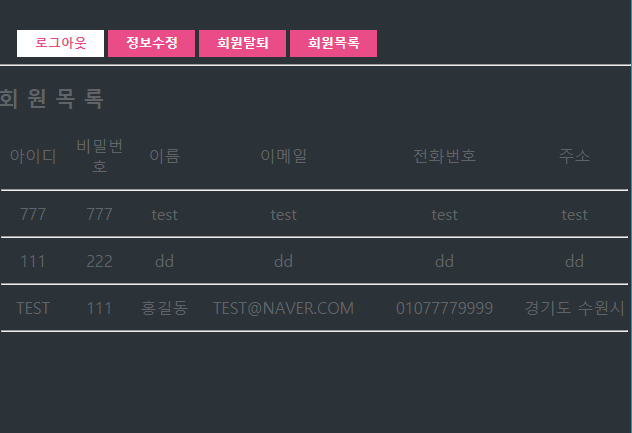 로그아웃 정보수정 회원탈퇴 회원목록
회 원 목 록
아이디 비밀번호 이름 이메일 전화번호 주소
777 777 test test test test
111 222 dd dd dd dd
TEST 111 홍길동 TEST@NAVER.COM 01077779999 경기도 수원시